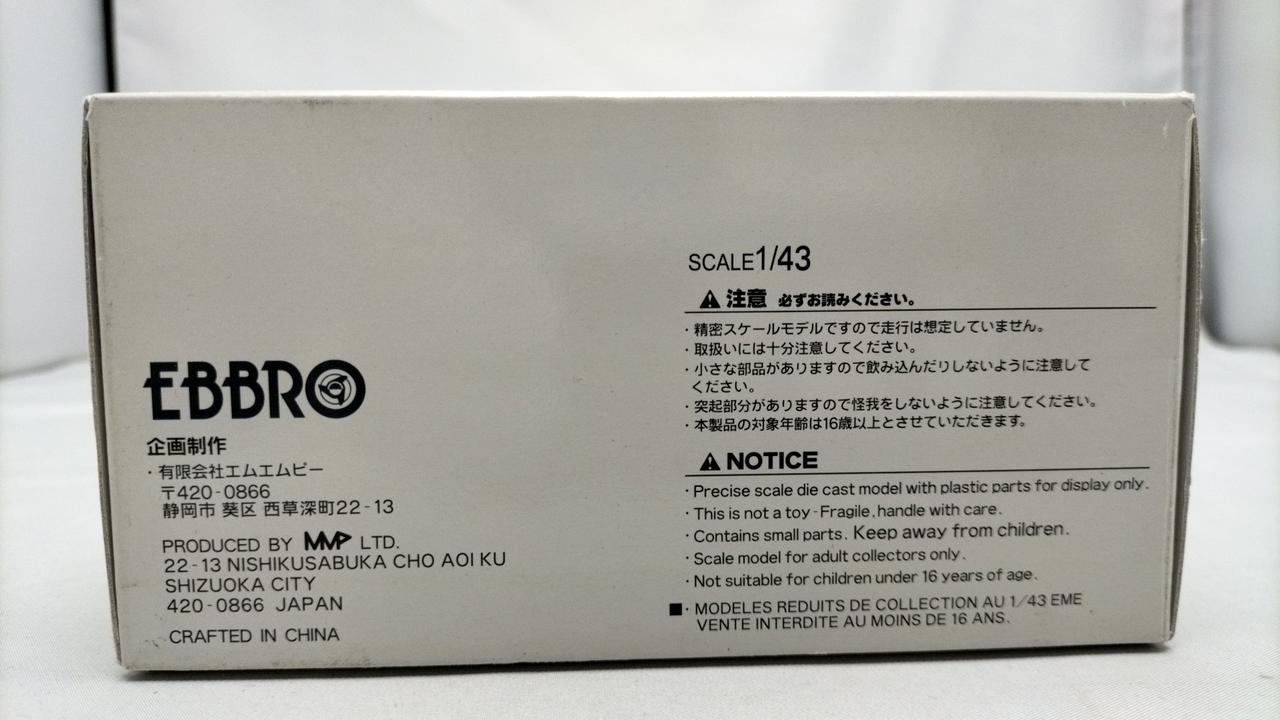 EBBRO
企画制作
・有限会社エムエムピー
〒420-0866
静岡市 葵区 西草深町22-13
PRODUCED BY MMP LTD.
22-13 NISHIKUSABUKA CHO AOI KU
SHIZUOKA CITY
420-0866 JAPAN
CRAFTED IN CHINA
SCALE1/43
注意 必ずお読みください。
・精密スケールモデルですので走行は想定していません。
・取扱いには十分注意してください。
・小さな部品がありますので飲み込んだりしないように注意して
ください。
・突起部分がありますので怪我をしないように注意してください。
・本製品の対象年齢は16歳以上とさせていただきます。
NOTICE
・Precise scale die cast model with plastic parts for display only.
・This is not a toy-Fragile,handle with care.
・Contains small parts. Keep away from children.
・Scale model for adult collectors only.
・Not suitable for children under 16 years of age.
■・MODELES REDUITS DE COLLECTION AU 1/43 EME
VENTE INTERDITE AU MOINS DE 16 ANS.